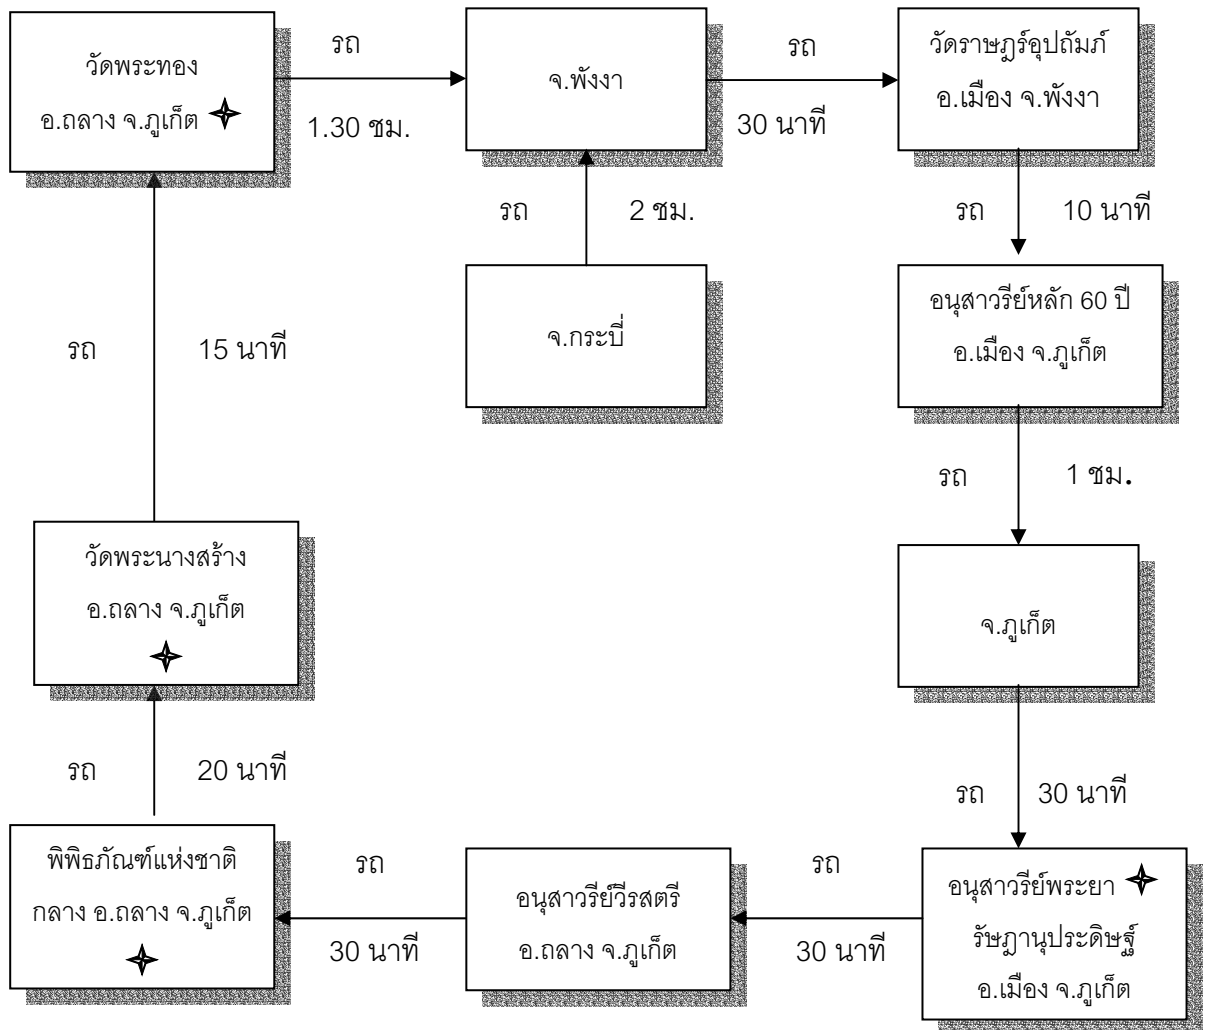 วัดพระทอง
อ.ถลาง จ.ภูเก็ต
รถ
1.30 ชม.
จ.พังงา
รถ
30 นาที
วัดราษฎร์อุปถัมภ์
อ.เมือง จ.พังงา
รถ 2 ชม.
รถ 10 นาที
จ.กระบี่
อนุสาวรีย์หลัก 60 ปี
อ.เมือง จ.ภูเก็ต
รถ 15 นาที
รถ 1 ชม.
วัดพระนางสร้าง
อ.ถลาง จ.ภูเก็ต
จ.ภูเก็ต
รถ 20 นาที
รถ 30 นาที
พิพิธภัณฑ์แห่งชาติ
กลาง อ.ถลาง จ.ภูเก็ต
รถ
30 นาที
อนุสาวรีย์วีรสตรี
อ.ถลาง จ.ภูเก็ต
รถ
30 นาที
อนุสาวรีย์พระยา
รัษฎานุประดิษฐ์
อ.เมือง จ.ภูเก็ต